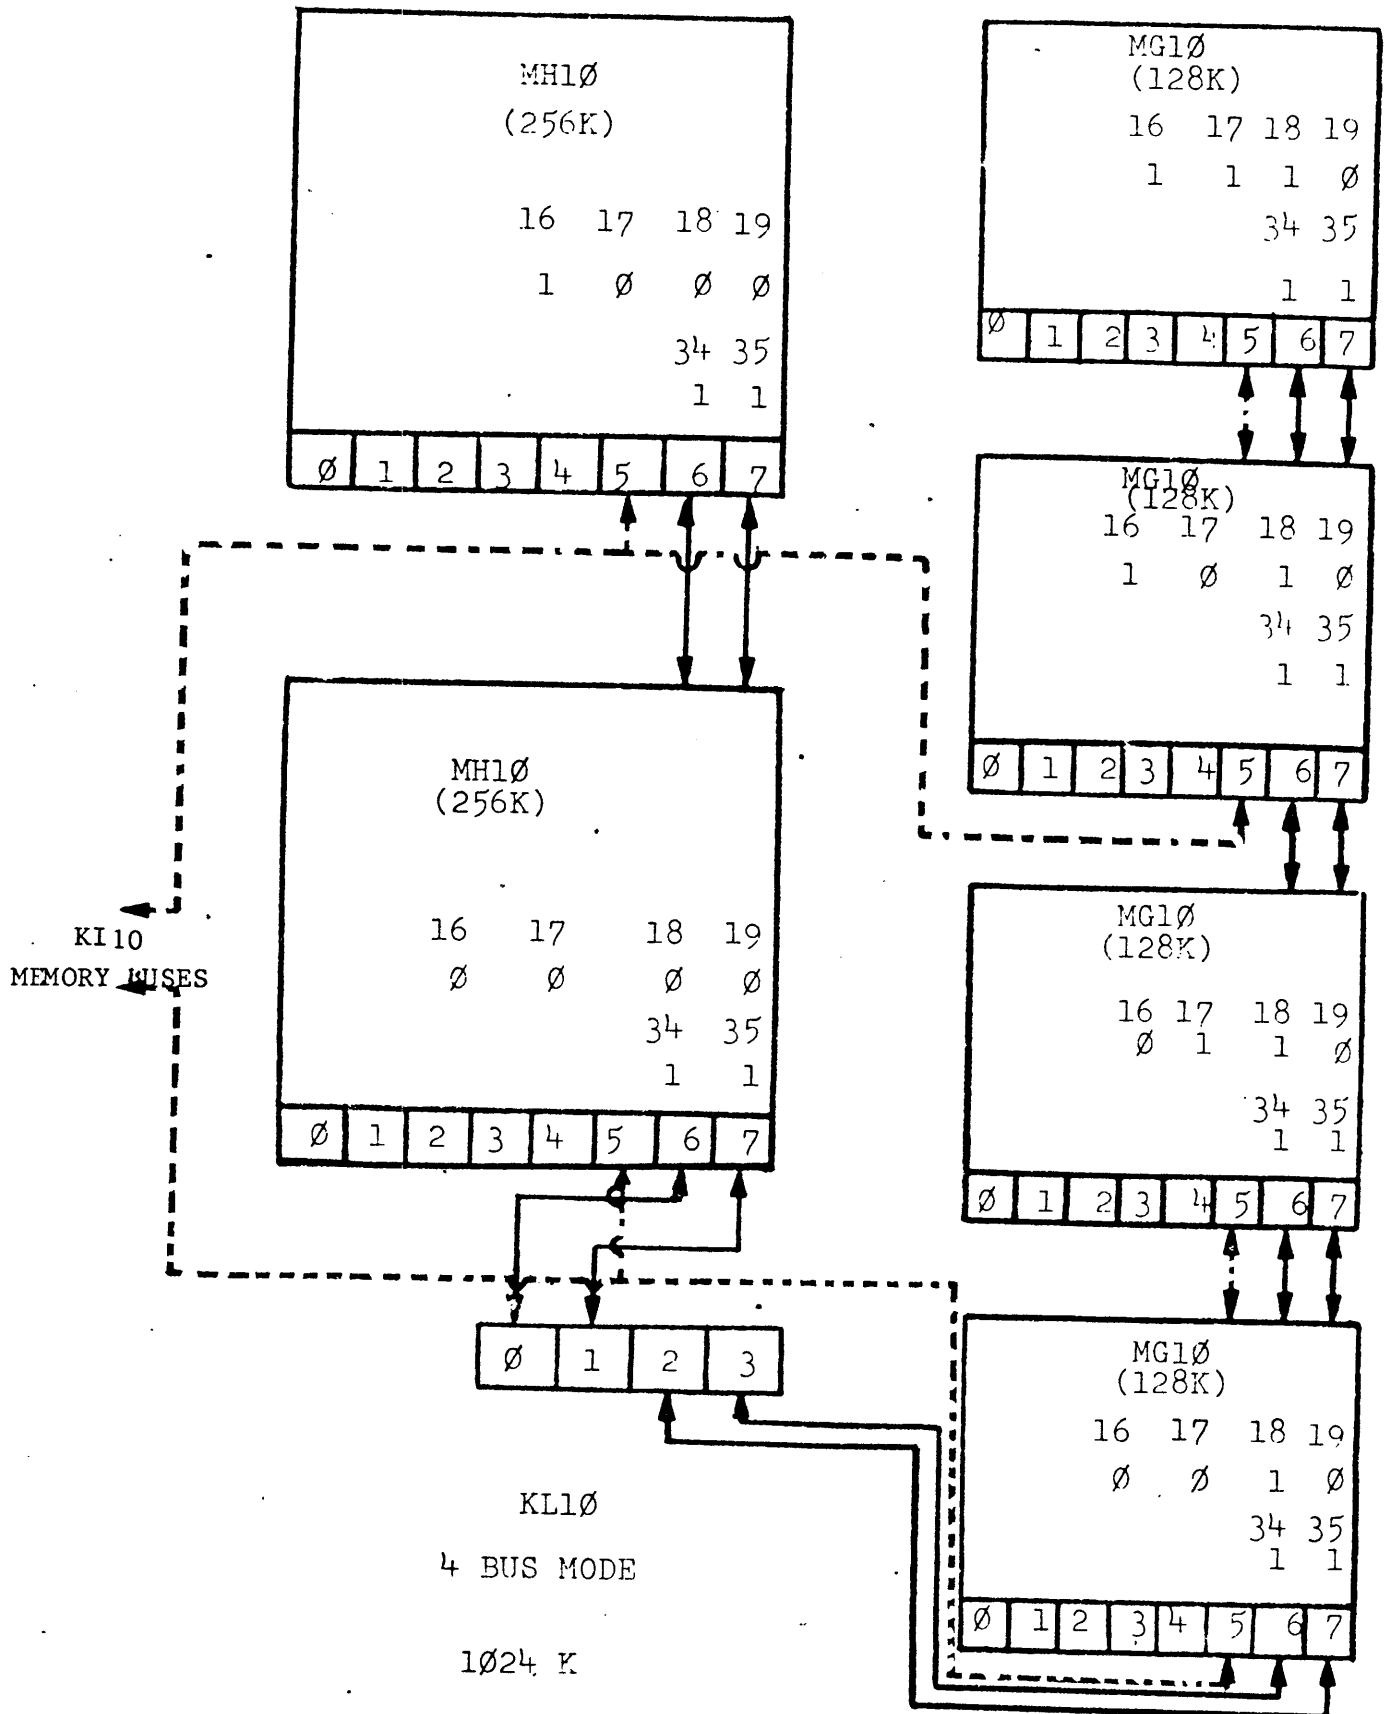 MH1Ø
(256K)
16 17 18 19
1 Ø Ø Ø
34 35
1 1
Ø 1 2 3 4 5 6 7
MG1Ø
(128K)
16 17 18 19
1 1 1 Ø
34 35
1 1
Ø 1 2 3 4 5 6 7
MG1Ø
(128K)
16 17 18 19
1 Ø 1 Ø
34 35
1 1
Ø 1 2 3 4 5 6 7
MH1Ø
(256K)
16 17 18 19
Ø Ø Ø Ø
34 35
1 1
Ø 1 2 3 4 5 6 7
KI10
MEMORY BUSES
MG1Ø
(128K)
16 17 18 19
Ø 1 1 Ø
34 35
1 1
Ø 1 2 3 4 5 6 7
Ø 1 2 3
MG1Ø
(128K)
16 17 18 19
Ø Ø 1 Ø
34 35
1 1
Ø 1 2 3 4 5 6 7
KL1Ø
4 BUS MODE
1Ø24 K